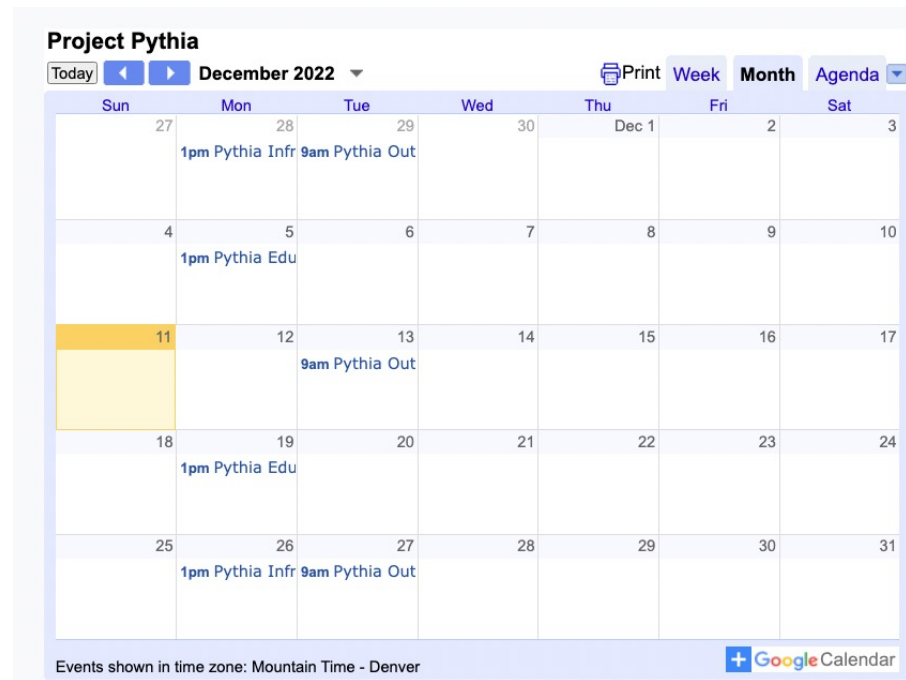 Project Pythia
Today December 2022 Print Week Month Agenda
Sun Mon Tue Wed Thu Fri Sat
27 28 29 30 Dec 1 2 3
1pm Pythia Infr 9am Pythia Out
4 5 6 7 8 9 10
1pm Pythia Edu
11 12 13 14 15 16 17
9am Pythia Out
18 19 20 21 22 23 24
1pm Pythia Edu
25 26 27 28 29 30 31
1pm Pythia Infr 9am Pythia Out
Events shown in time zone: Mountain Time - Denver + Google Calendar